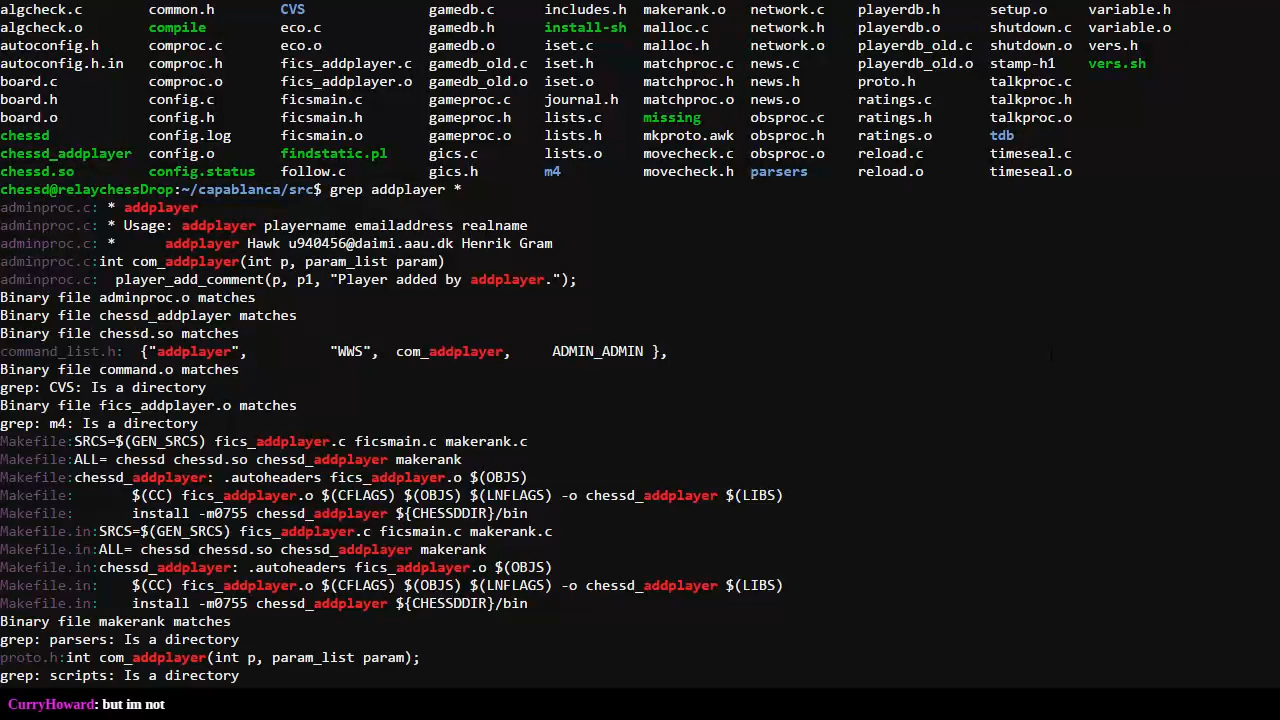 algcheck.c common.h CVS gamedb.c includes.h makerank.o network.c playerdb.h setup.o variable.h
algcheck.o compile eco.c gamedb.h install-sh malloc.c network.h playerdb.o shutdown.c variable.o
autoconfig.h comproc.c eco.o gamedb.o iset.c malloc.h network.o playerdb_old.c shutdown.o vers.h
autoconfig.h.in comproc.h fics_addplayer.c gamedb_old.c iset.h matchproc.c news.c playerdb_old.o stamp-h1 vers.sh
board.c comproc.o fics_addplayer.o gamedb_old.o iset.o matchproc.h news.h proto.h talkproc.c
board.h config.c ficsmain.c gameproc.c journal.h matchproc.o news.o ratings.c talkproc.h
board.o config.h ficsmain.h gameproc.h lists.c missing obsproc.c ratings.h talkproc.o
chessd config.log ficsmain.o gameproc.o lists.h mkproto.awk obsproc.h ratings.o tdb
chessd_addplayer config.o findstatic.pl gics.c lists.o movecheck.c obsproc.o reload.c timeseal.c
chessd.so config.status follow.c gics.h m4 movecheck.h parsers reload.o timeseal.o
chessd@relaychessDrop:~/capablanca/src$ grep addplayer *
adminproc.c: * addplayer
adminproc.c: * Usage: addplayer playername emailaddress realname
adminproc.c: * addplayer Hawk u940456@daimi.aau.dk Henrik Gram
adminproc.c:int com_addplayer(int p, param_list param)
adminproc.c: player_add_comment(p, p1, "Player added by addplayer.");
Binary file adminproc.o matches
Binary file chessd_addplayer matches
Binary file chessd.so matches
command_list.h: {"addplayer", "WWS", com_addplayer, ADMIN_ADMIN },
Binary file command.o matches
grep: CVS: Is a directory
Binary file fics_addplayer.o matches
grep: m4: Is a directory
Makefile:SRCS=$(GEN_SRCS) fics_addplayer.c ficsmain.c makerank.c
Makefile:ALL= chessd chessd.so chessd_addplayer makerank
Makefile:chessd_addplayer: .autoheaders fics_addplayer.o $(OBJS)
Makefile: $(CC) fics_addplayer.o $(CFLAGS) $(OBJS) $(LNFLAGS) -o chessd_addplayer $(LIBS)
Makefile: install -m0755 chessd_addplayer ${CHESSDDIR}/bin
Makefile.in:SRCS=$(GEN_SRCS) fics_addplayer.c ficsmain.c makerank.c
Makefile.in:ALL= chessd chessd.so chessd_addplayer makerank
Makefile.in:chessd_addplayer: .autoheaders fics_addplayer.o $(OBJS)
Makefile.in: $(CC) fics_addplayer.o $(CFLAGS) $(OBJS) $(LNFLAGS) -o chessd_addplayer $(LIBS)
Makefile.in: install -m0755 chessd_addplayer ${CHESSDDIR}/bin
Binary file makerank matches
grep: parsers: Is a directory
proto.h:int com_addplayer(int p, param_list param);
grep: scripts: Is a directory
CurryHoward: but im not